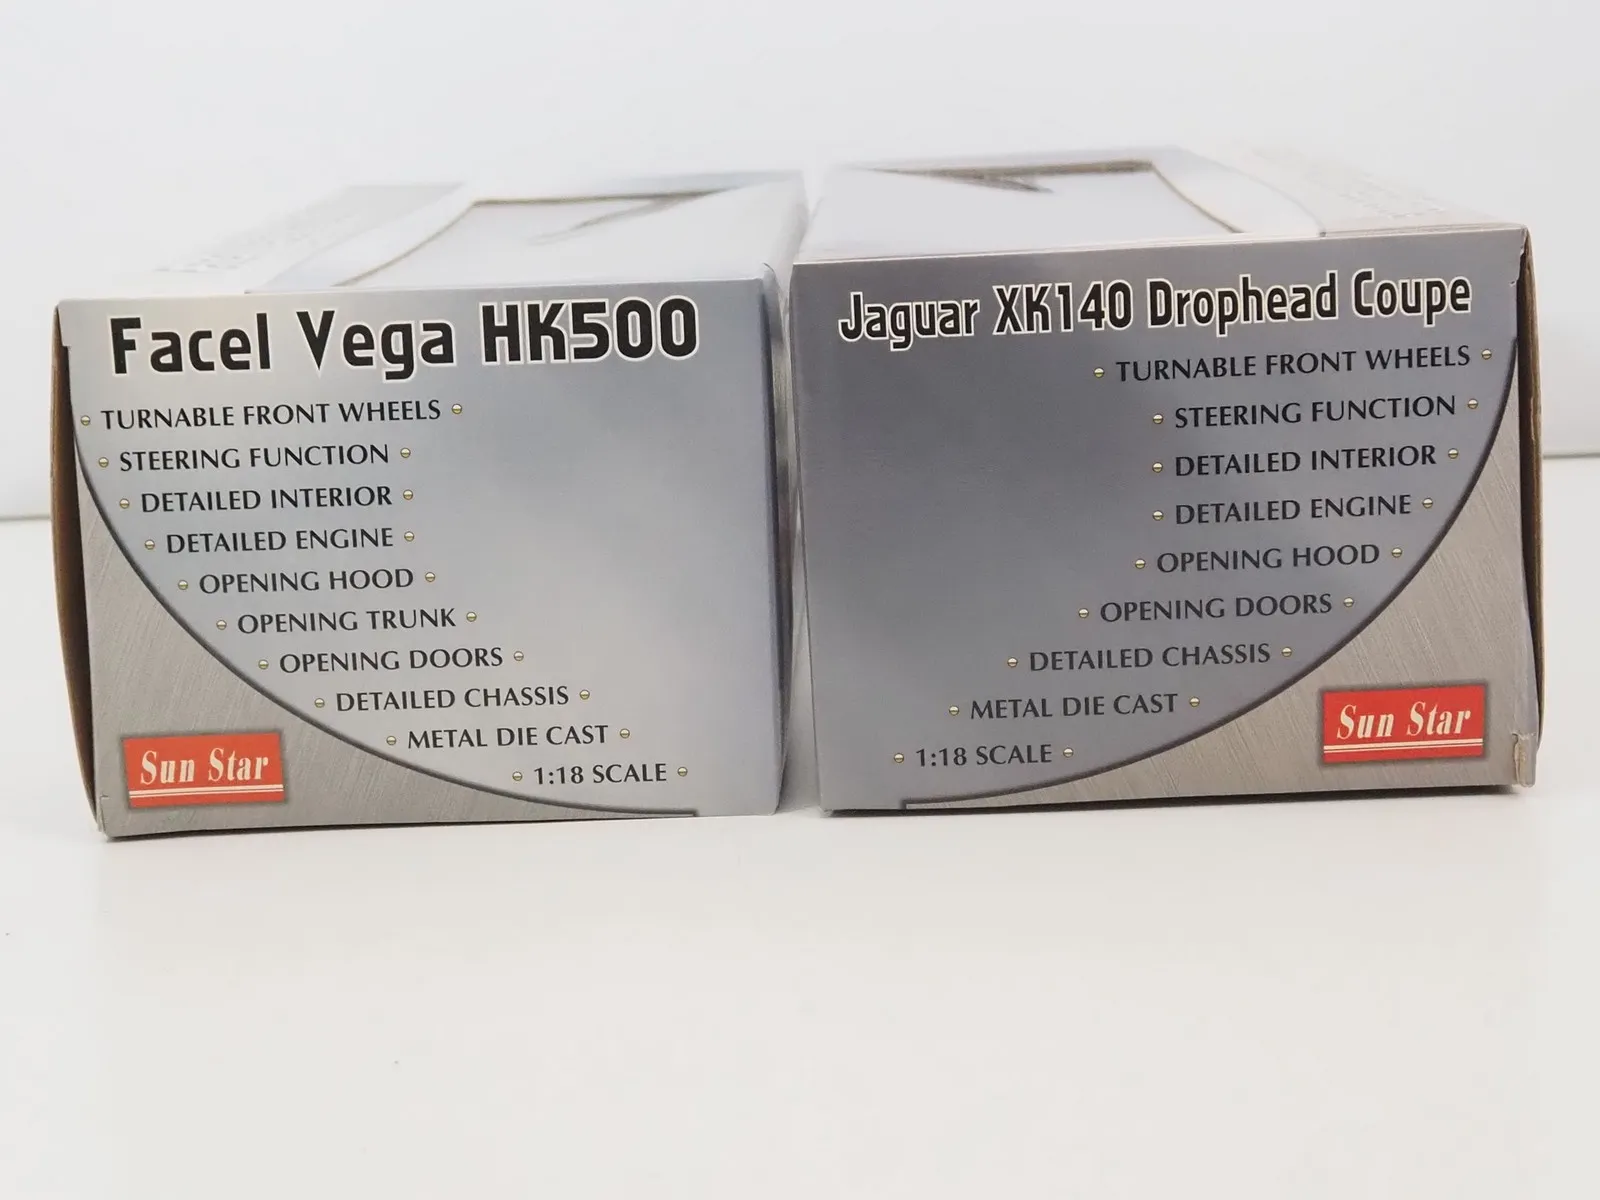 Facel Vega HK500
TURNABLE FRONT WHEELS
STEERING FUNCTION
DETAILED INTERIOR
DETAILED ENGINE
OPENING HOOD
OPENING TRUNK
OPENING DOORS
DETAILED CHASSIS
METAL DIE CAST
1:18 SCALE
Sun Star
Jaguar XK140 Drophead Coupe
TURNABLE FRONT WHEELS
STEERING FUNCTION
DETAILED INTERIOR
DETAILED ENGINE
OPENING HOOD
OPENING DOORS
DETAILED CHASSIS
METAL DIE CAST
1:18 SCALE
Sun Star